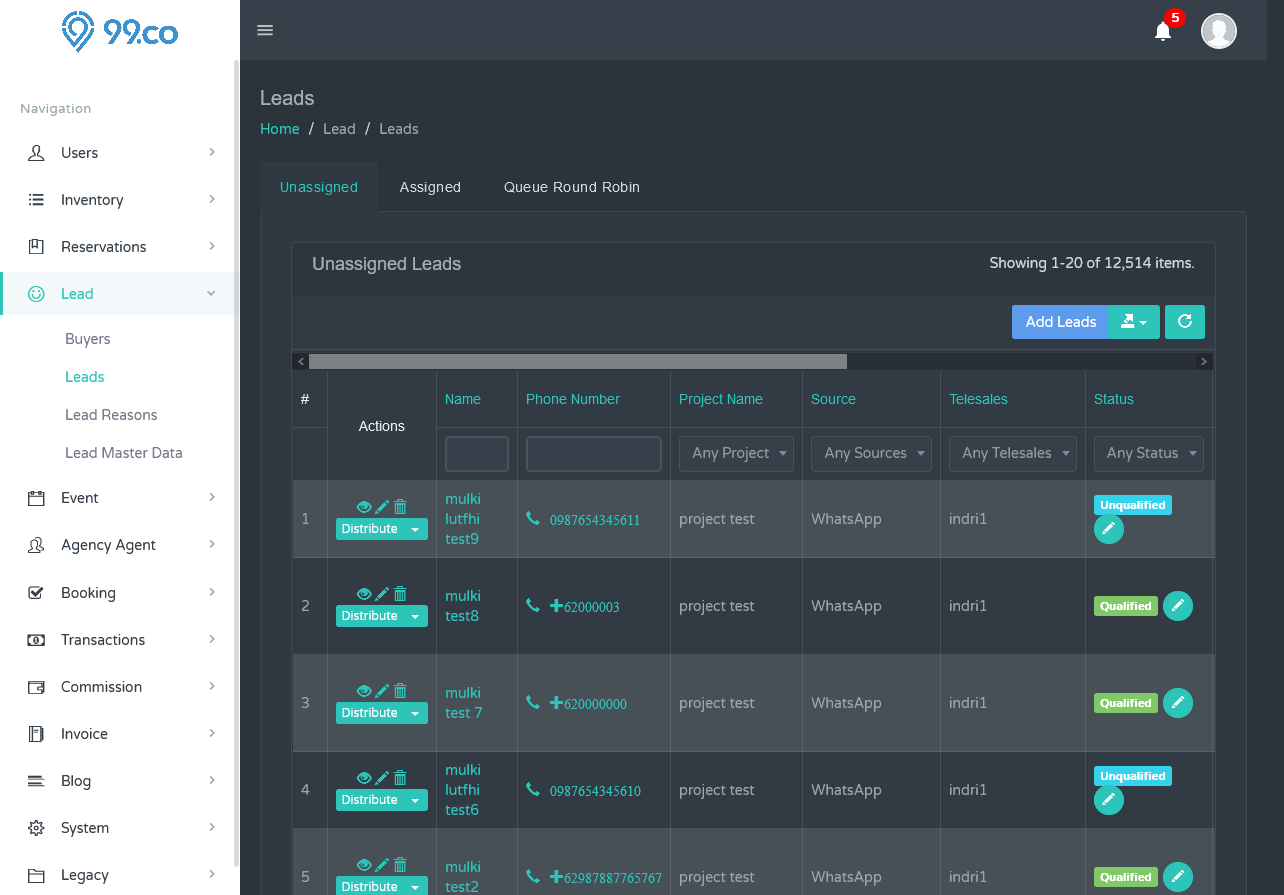 99.co
5
Navigation
Users
Inventory
Reservations
Lead
Buyers
Leads
Lead Reasons
Lead Master Data
Event
Agency Agent
Booking
Transactions
Commission
Invoice
Blog
System
Legacy
Leads
Home / Lead / Leads
Unassigned Assigned Queue Round Robin
Unassigned Leads Showing 1-20 of 12,514 items.
Add Leads
# Actions Name Phone Number Project Name Source Telesales Status
Any Project Any Sources Any Telesales Any Status
1 Distribute mulki lutfhi test9 0987654345611 project test WhatsApp indri1 Unqualified
2 Distribute mulki test8 +62000003 project test WhatsApp indri1 Qualified
3 Distribute mulki test 7 +620000000 project test WhatsApp indri1 Qualified
4 Distribute mulki lutfhi test6 0987654345610 project test WhatsApp indri1 Unqualified
5 Distribute mulki test2 +62987887765767 project test WhatsApp indri1 Qualified